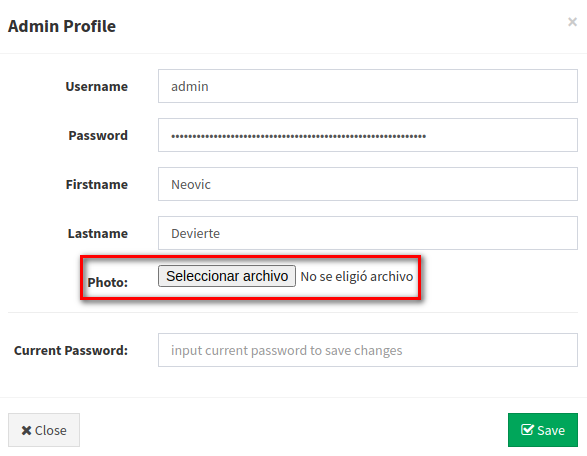 Admin Profile ×
Username admin
Password ••••••••••••••••••••••••••••••••••••••••••••••••••••••••••••
Firstname Neovic
Lastname Devierte
Photo: Seleccionar archivo No se eligió archivo
Current Password: input current password to save changes
Close Save